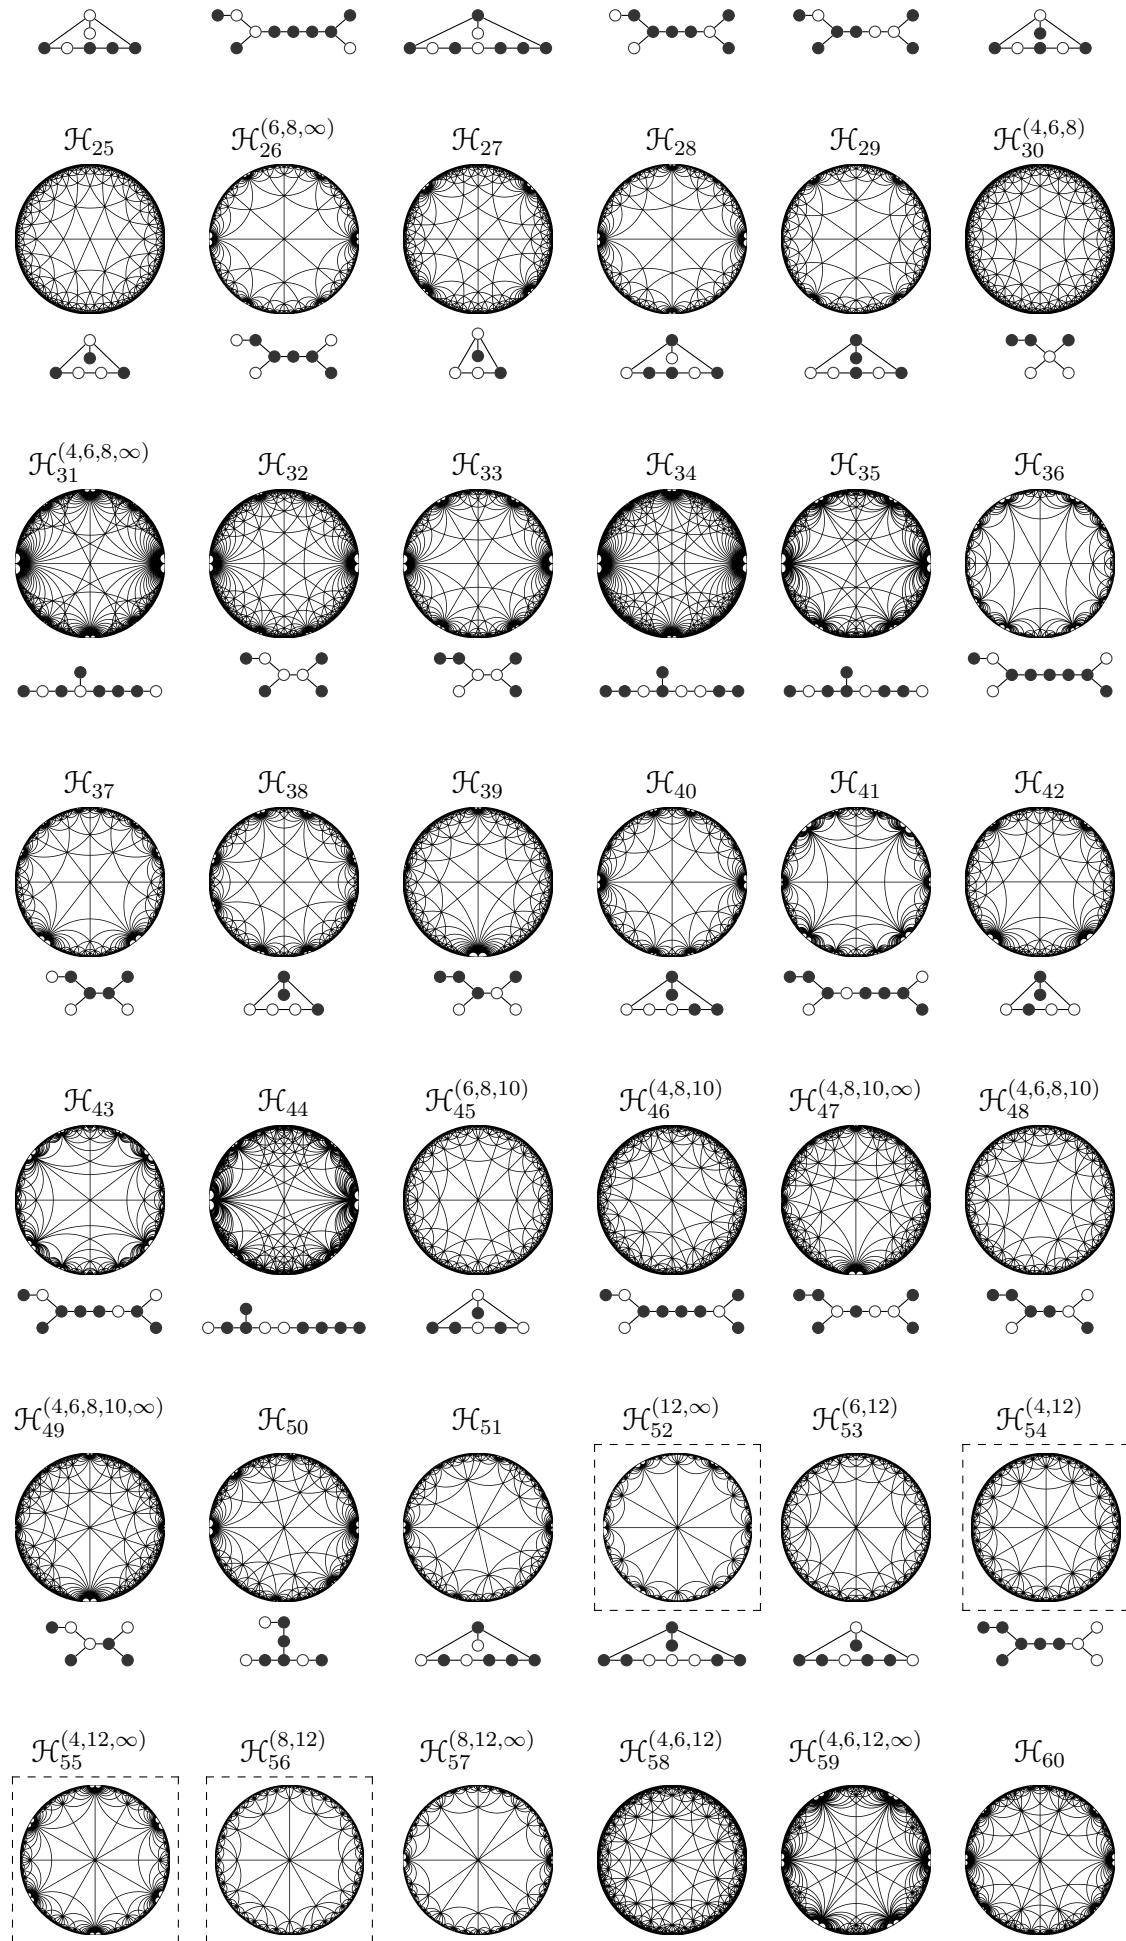 ℋ₂₅ ℋ₂₆^(6,8,∞) ℋ₂₇ ℋ₂₈ ℋ₂₉ ℋ₃₀^(4,6,8)
ℋ₃₁^(4,6,8,∞) ℋ₃₂ ℋ₃₃ ℋ₃₄ ℋ₃₅ ℋ₃₆
ℋ₃₇ ℋ₃₈ ℋ₃₉ ℋ₄₀ ℋ₄₁ ℋ₄₂
ℋ₄₃ ℋ₄₄ ℋ₄₅^(6,8,10) ℋ₄₆^(4,8,10) ℋ₄₇^(4,8,10,∞) ℋ₄₈^(4,6,8,10)
ℋ₄₉^(4,6,8,10,∞) ℋ₅₀ ℋ₅₁ ℋ₅₂^(12,∞) ℋ₅₃^(6,12) ℋ₅₄^(4,12)
ℋ₅₅^(4,12,∞) ℋ₅₆^(8,12) ℋ₅₇^(8,12,∞) ℋ₅₈^(4,6,12) ℋ₅₉^(4,6,12,∞) ℋ₆₀